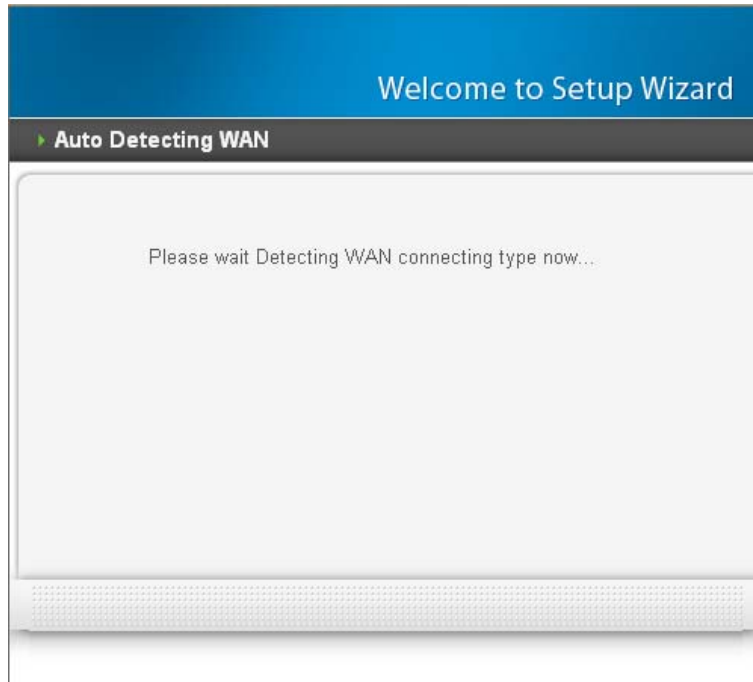 Welcome to Setup Wizard
Auto Detecting WAN
Please wait Detecting WAN connecting type now...